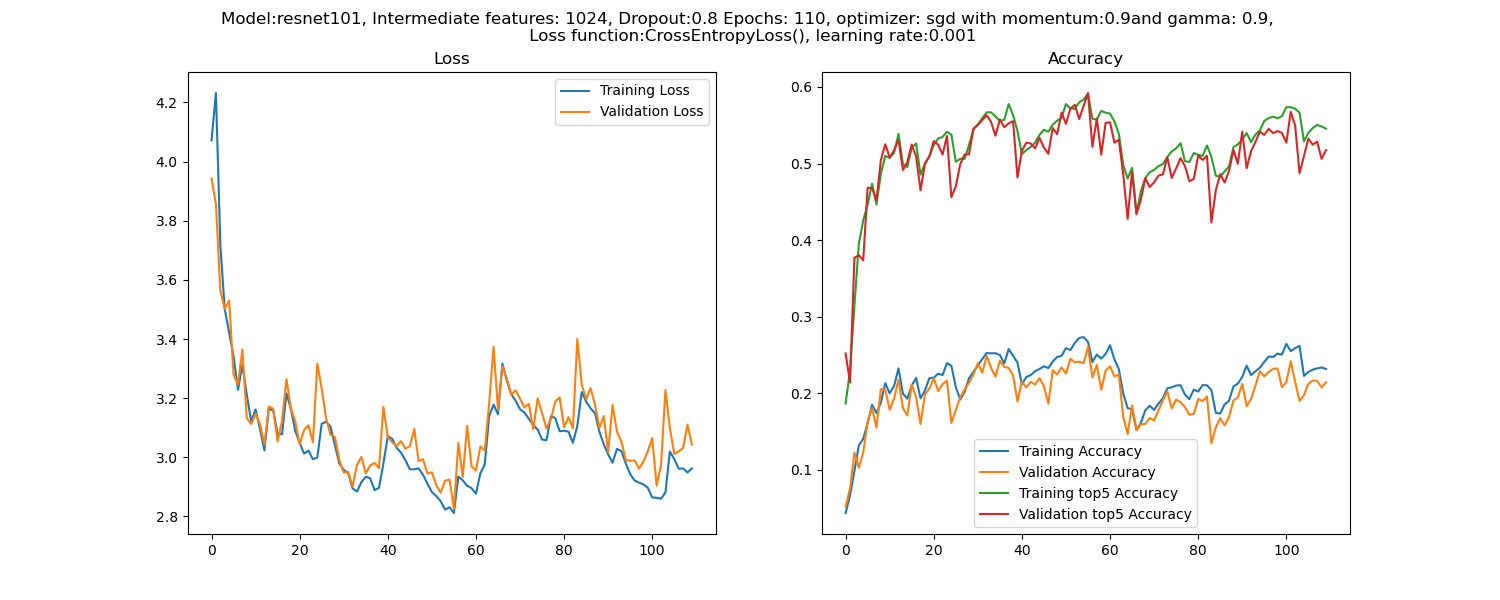 Model:resnet101, Intermediate features: 1024, Dropout:0.8 Epochs: 110, optimizer: sgd with momentum:0.9and gamma: 0.9,
Loss function:CrossEntropyLoss(), learning rate:0.001
Loss
Training Loss
Validation Loss
4.2
4.0
3.8
3.6
3.4
3.2
3.0
2.8
0 20 40 60 80 100
Accuracy
0.6
0.5
0.4
0.3
0.2
0.1
Training Accuracy
Validation Accuracy
Training top5 Accuracy
Validation top5 Accuracy
0 20 40 60 80 100